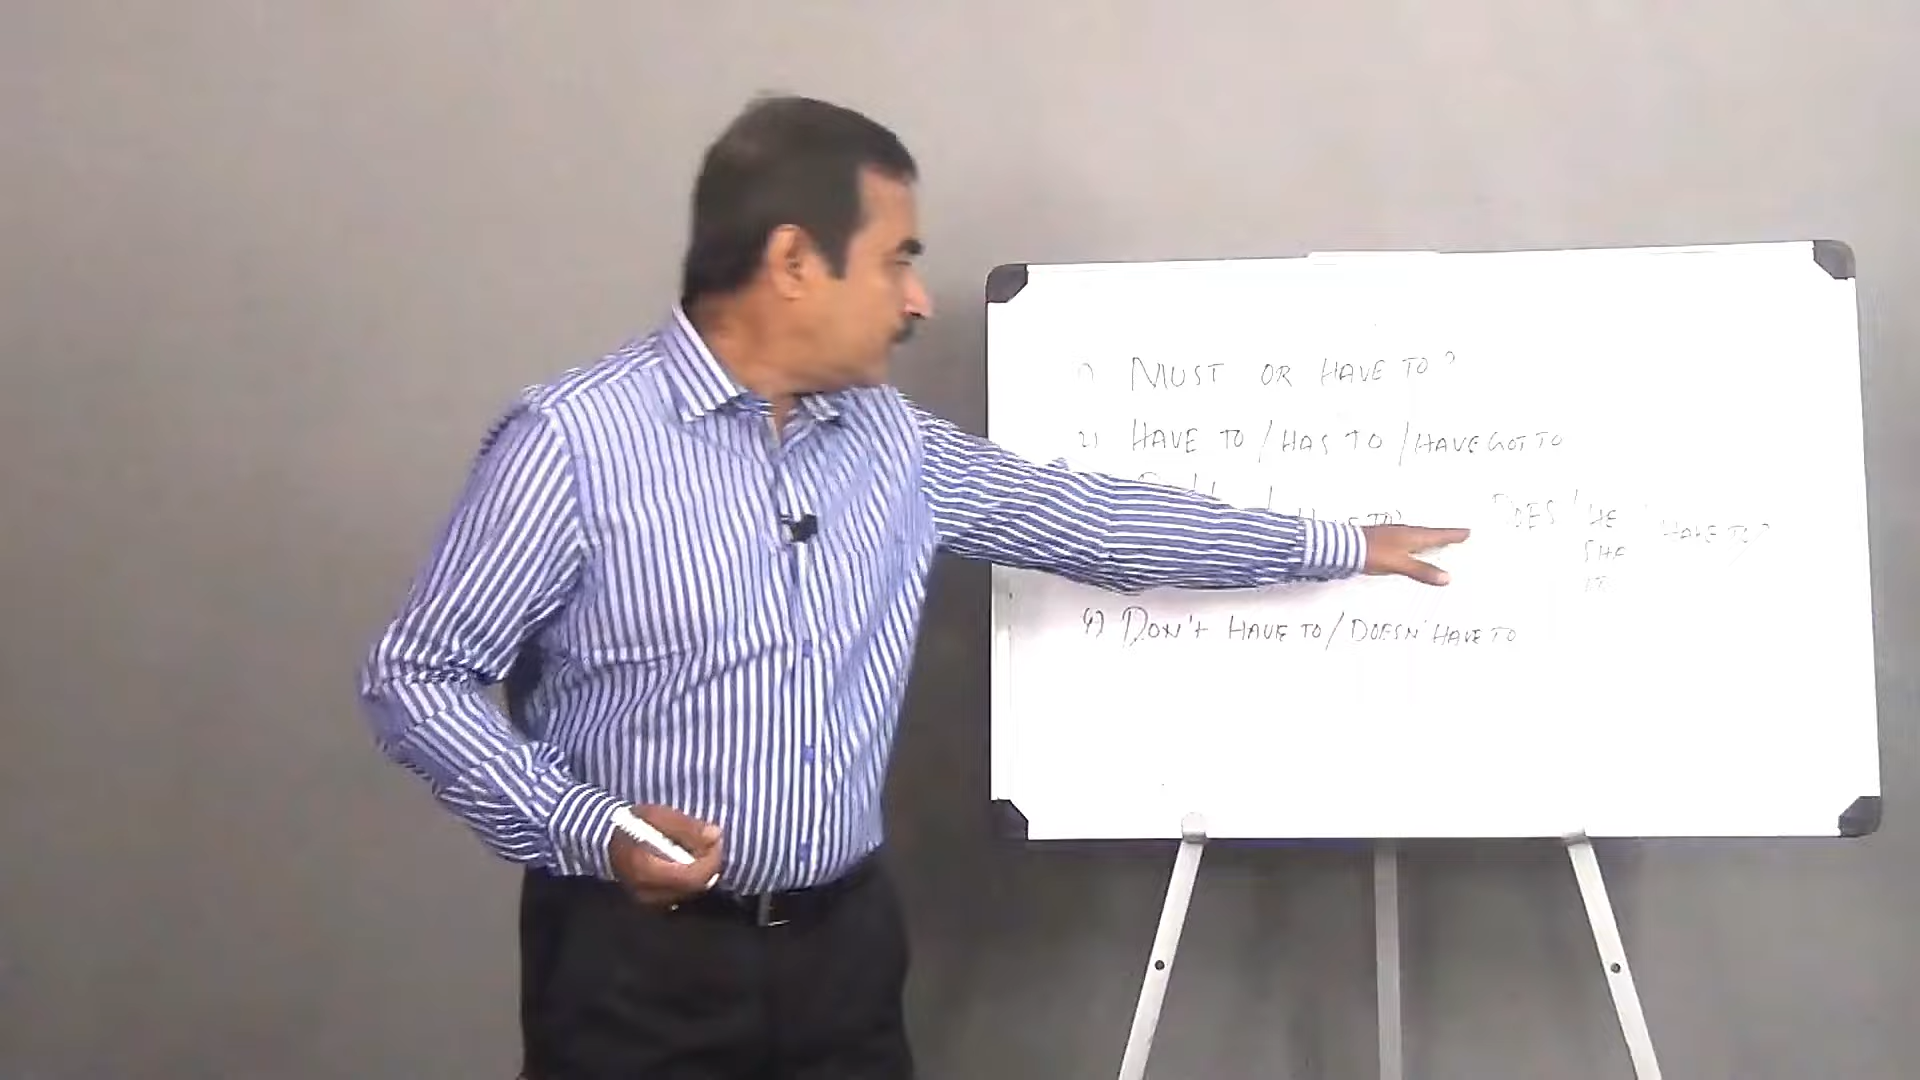 1) MUST OR HAVE TO?
2) HAVE TO / HAS TO / HAVE GOT TO
HAVE TO? DOES HE HAVE TO?
SHE
IT
4) DON'T HAVE TO / DOESN' HAVE TO